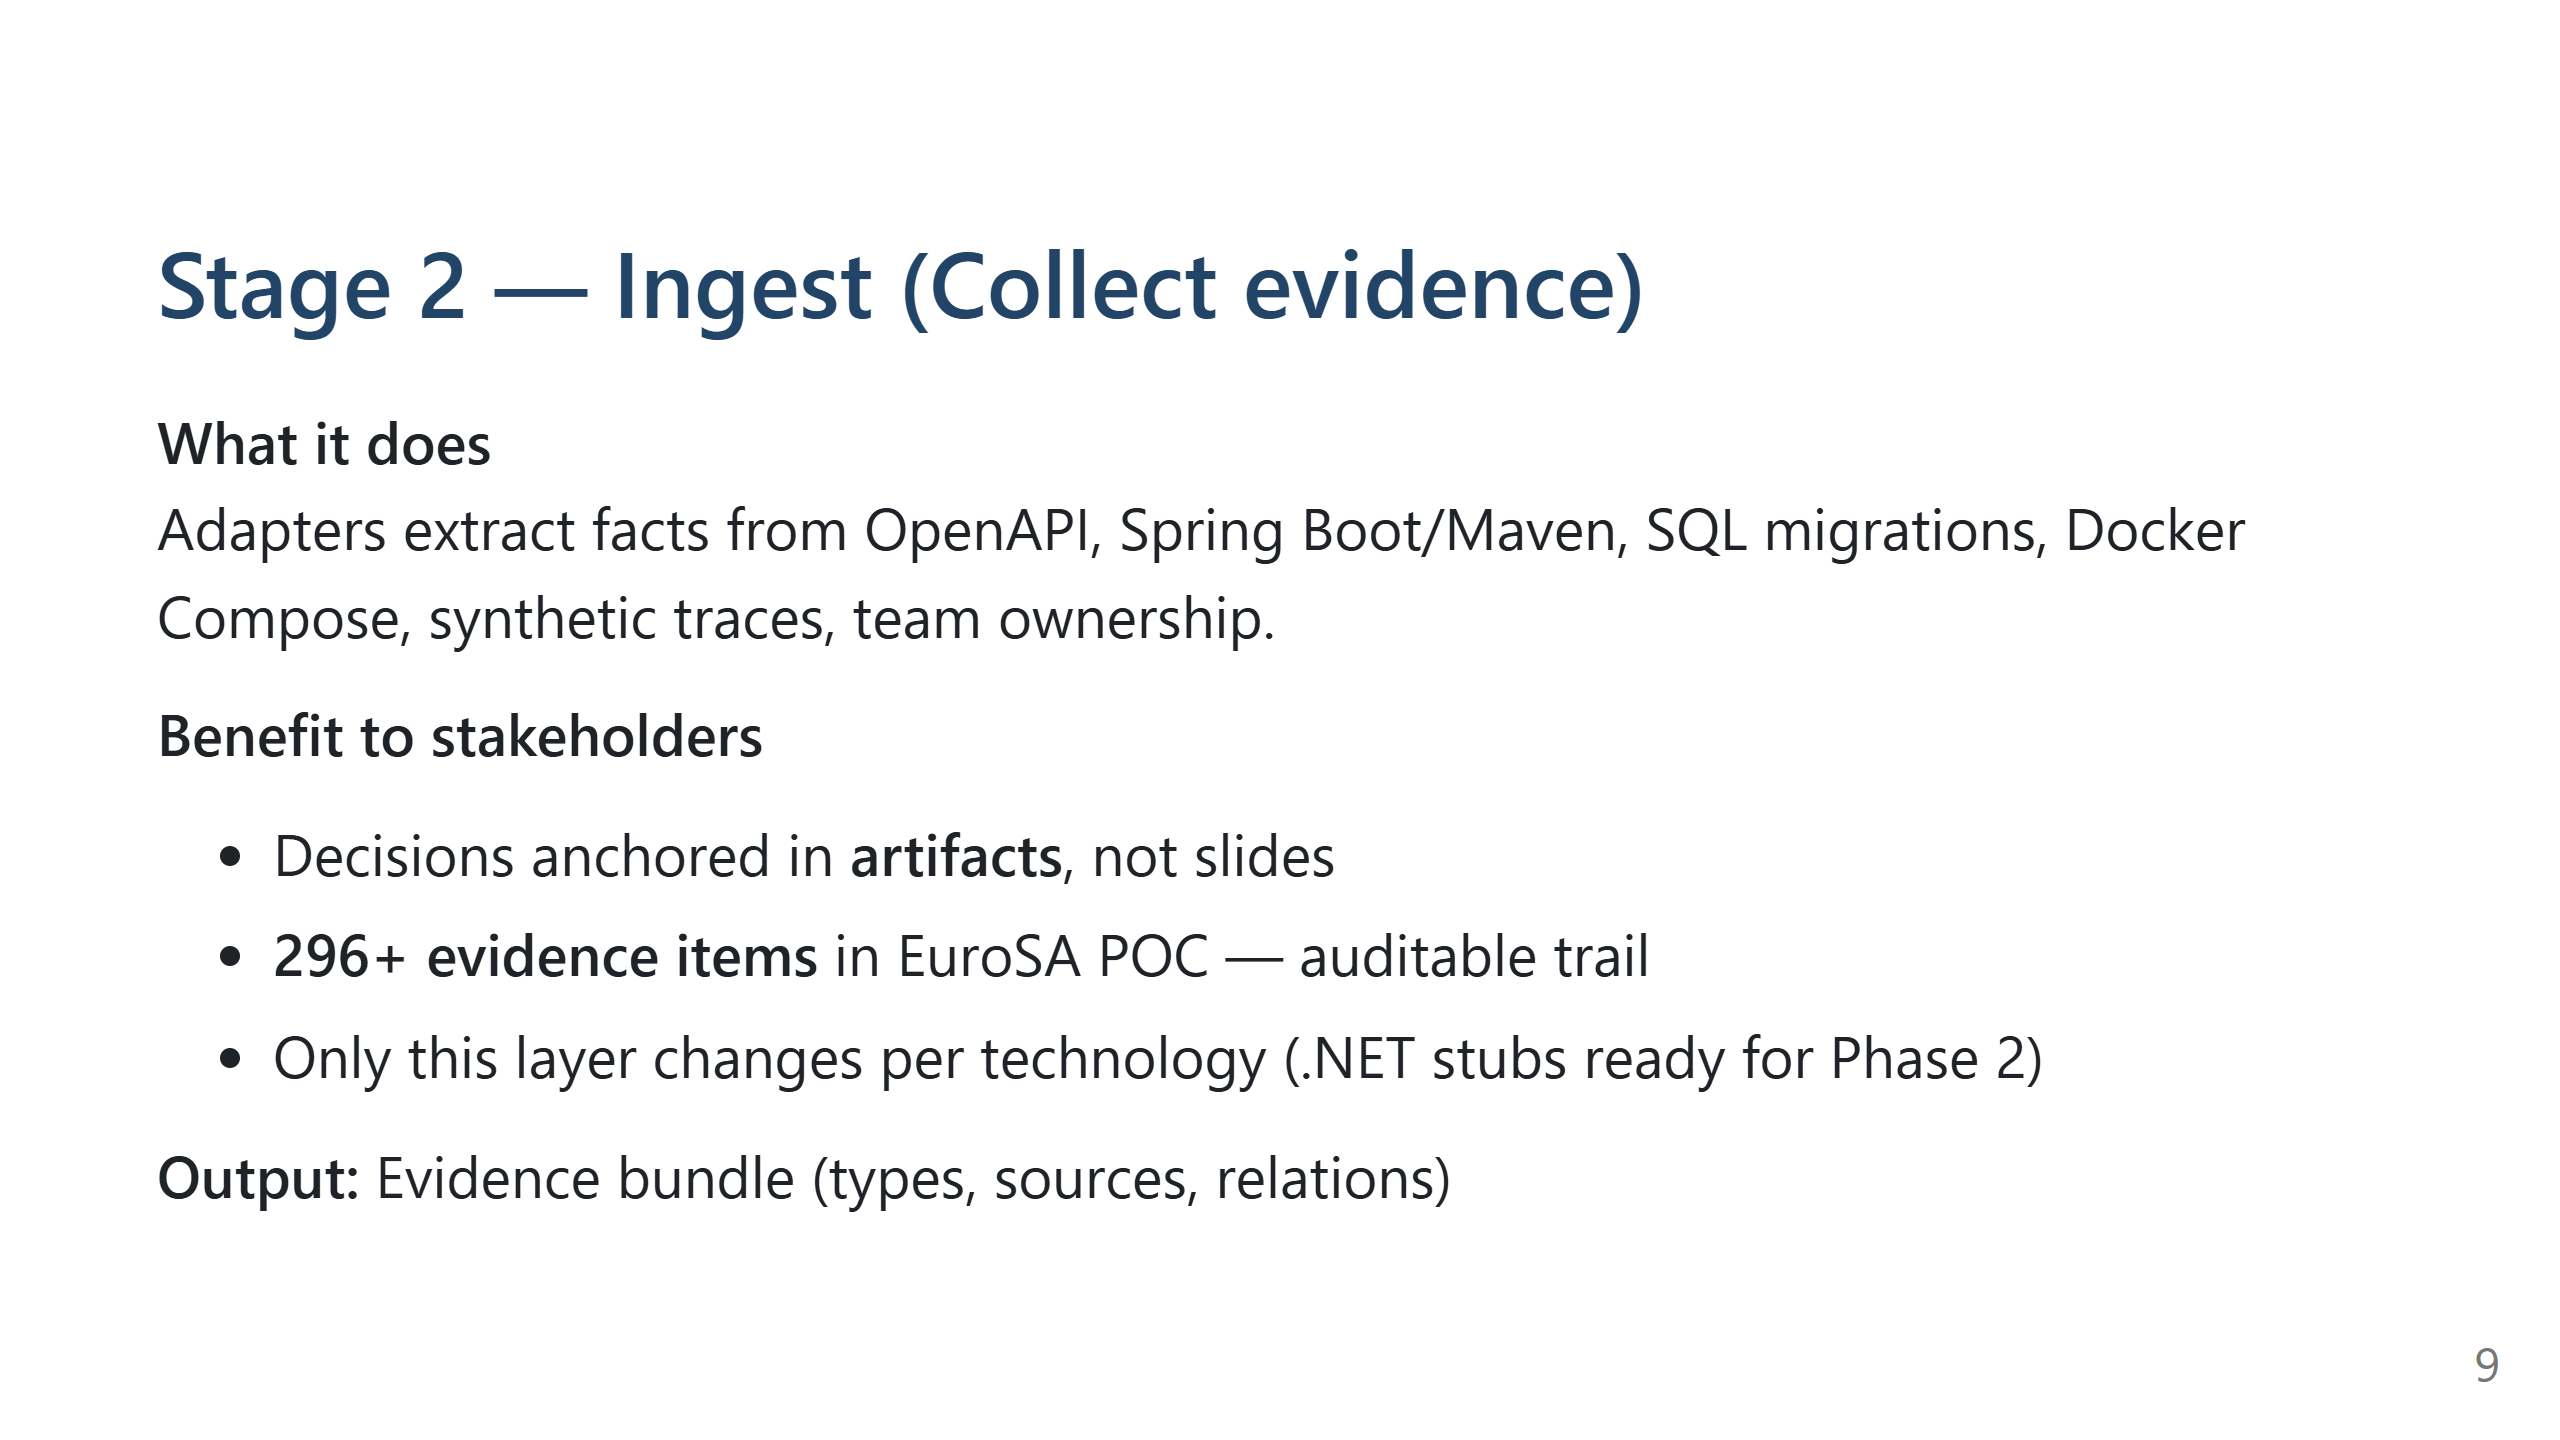 Stage 2 — Ingest (Collect evidence)
What it does
Adapters extract facts from OpenAPI, Spring Boot/Maven, SQL migrations, Docker
Compose, synthetic traces, team ownership.
Benefit to stakeholders
• Decisions anchored in artifacts, not slides
• 296+ evidence items in EuroSA POC — auditable trail
• Only this layer changes per technology (.NET stubs ready for Phase 2)
Output: Evidence bundle (types, sources, relations)
9